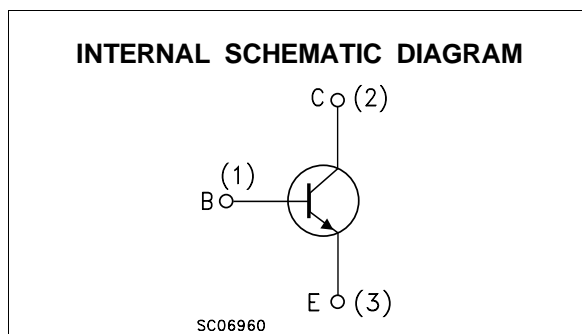 INTERNAL SCHEMATIC DIAGRAM
C (2)
(1)
B
E (3)
SC06960